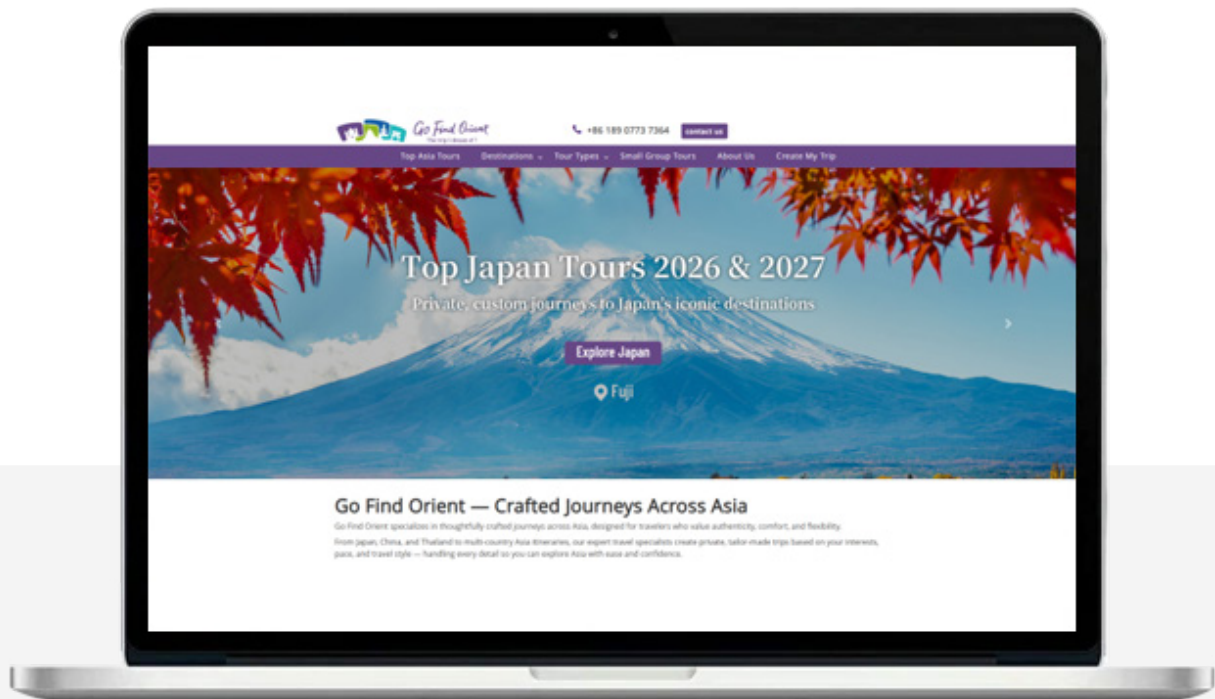 Go Find Orient
+86 189 0773 7364
contact us
Top Asia Tours Destinations Tour Types Small Group Tours About Us Create My Trip
Top Japan Tours 2026 & 2027
Private, custom journeys to Japan's iconic destinations
Explore Japan
Fuji
Go Find Orient — Crafted Journeys Across Asia
Go Find Orient specializes in thoughtfully crafted journeys across Asia, designed for travelers who value authenticity, comfort, and flexibility.
From Japan, China, and Thailand to multi-country Asia itineraries, our expert travel specialists create private, tailor-made trips based on your interests,
pace, and travel style — handling every detail so you can explore Asia with ease and confidence.